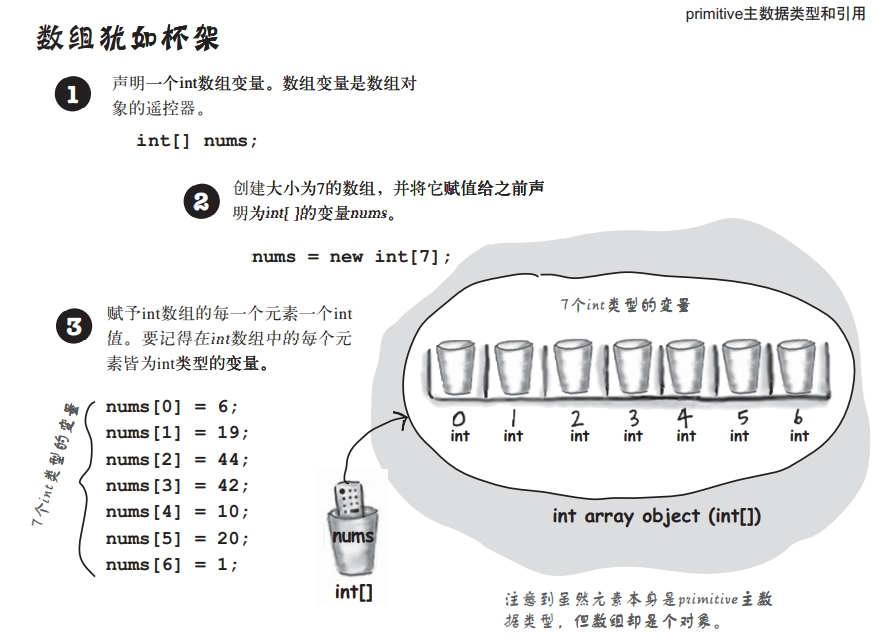 primitive主数据类型和引用
数组犹如杯架
1
声明一个int数组变量。数组变量是数组对
象的遥控器。
int[] nums;
2
创建大小为7的数组，并将它赋值给之前声
明为int[ ]的变量nums。
nums = new int[7];
3
赋予int数组的每一个元素一个int
值。要记得在int数组中的每个元
素皆为int类型的变量。
7个int类型的变量
nums[0] = 6;
nums[1] = 19;
nums[2] = 44;
nums[3] = 42;
nums[4] = 10;
nums[5] = 20;
nums[6] = 1;
7个int类型的变量
0 1 2 3 4 5 6
int int int int int int int
nums
int[]
int array object (int[])
注意到虽然元素本身是primitive主数
据类型，但数组却是个对象。